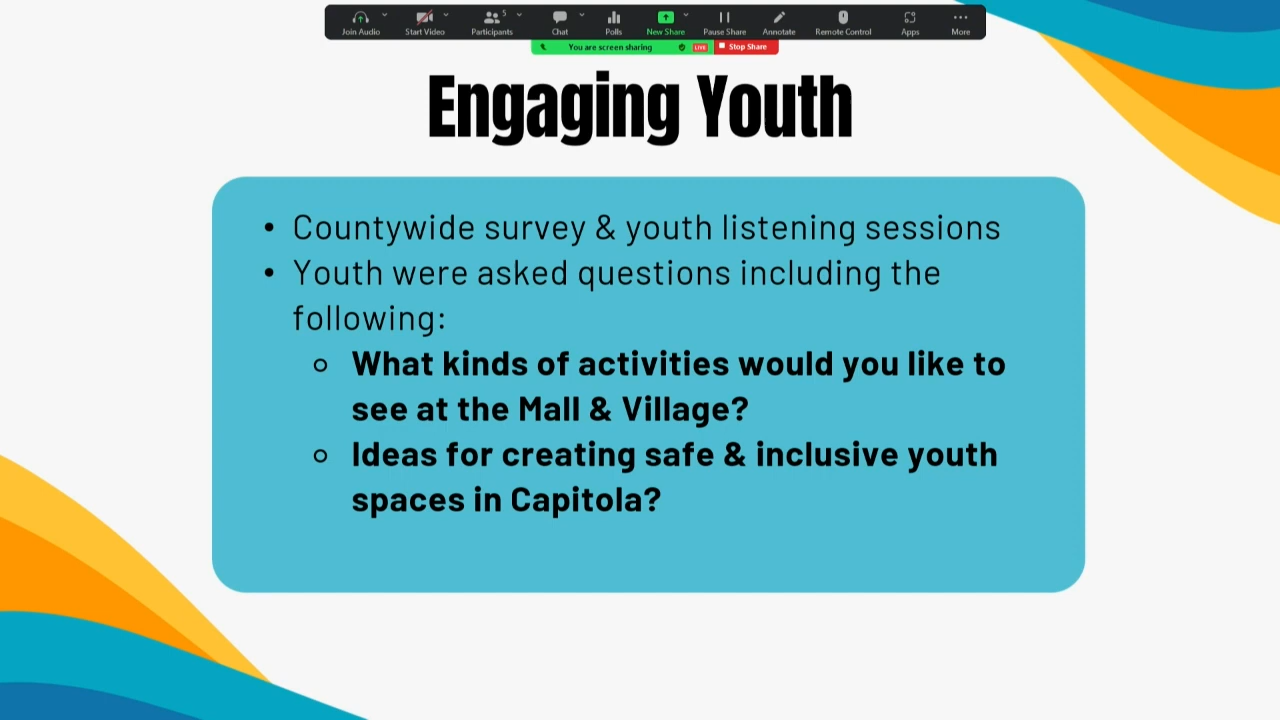 5
Join Audio Start Video Participants Chat Polls New Share Pause Share Annotate Remote Control Apps More
You are screen sharing LIVE Stop Share
Engaging Youth
• Countywide survey & youth listening sessions
• Youth were asked questions including the
following:
What kinds of activities would you like to
see at the Mall & Village?
Ideas for creating safe & inclusive youth
spaces in Capitola?